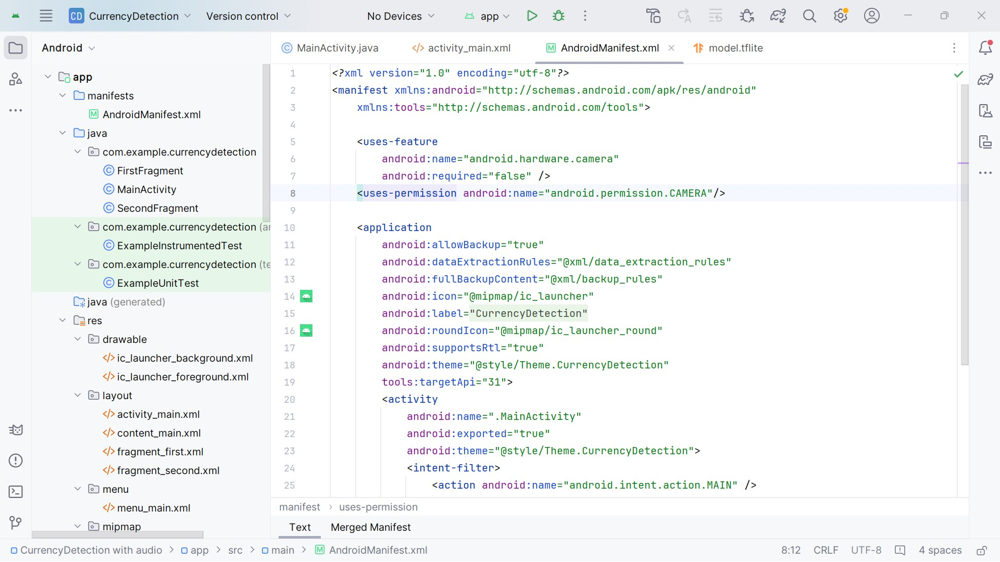 CD CurrencyDetection Version control No Devices app
Android
app
manifests
AndroidManifest.xml
java
com.example.currencydetection
FirstFragment
MainActivity
SecondFragment
com.example.currencydetection (ar
ExampleInstrumentedTest
com.example.currencydetection (te
ExampleUnitTest
java (generated)
res
drawable
ic_launcher_background.xml
ic_launcher_foreground.xml
layout
activity_main.xml
content_main.xml
fragment_first.xml
fragment_second.xml
menu
menu_main.xml
mipmap
MainActivity.java activity_main.xml AndroidManifest.xml model.tflite
1 <?xml version="1.0" encoding="utf-8"?>
2 <manifest xmlns:android="http://schemas.android.com/apk/res/android"
3 xmlns:tools="http://schemas.android.com/tools">
4
5 <uses-feature
6 android:name="android.hardware.camera"
7 android:required="false" />
8 <uses-permission android:name="android.permission.CAMERA"/>
9
10 <application
11 android:allowBackup="true"
12 android:dataExtractionRules="@xml/data_extraction_rules"
13 android:fullBackupContent="@xml/backup_rules"
14 android:icon="@mipmap/ic_launcher"
15 android:label="CurrencyDetection"
16 android:roundIcon="@mipmap/ic_launcher_round"
17 android:supportsRtl="true"
18 android:theme="@style/Theme.CurrencyDetection"
19 tools:targetApi="31">
20 <activity
21 android:name=".MainActivity"
22 android:exported="true"
23 android:theme="@style/Theme.CurrencyDetection">
24 <intent-filter>
25 <action android:name="android.intent.action.MAIN" />
manifest > uses-permission
Text Merged Manifest
CurrencyDetection with audio > app > src > main > AndroidManifest.xml 8:12 CRLF UTF-8 4 spaces